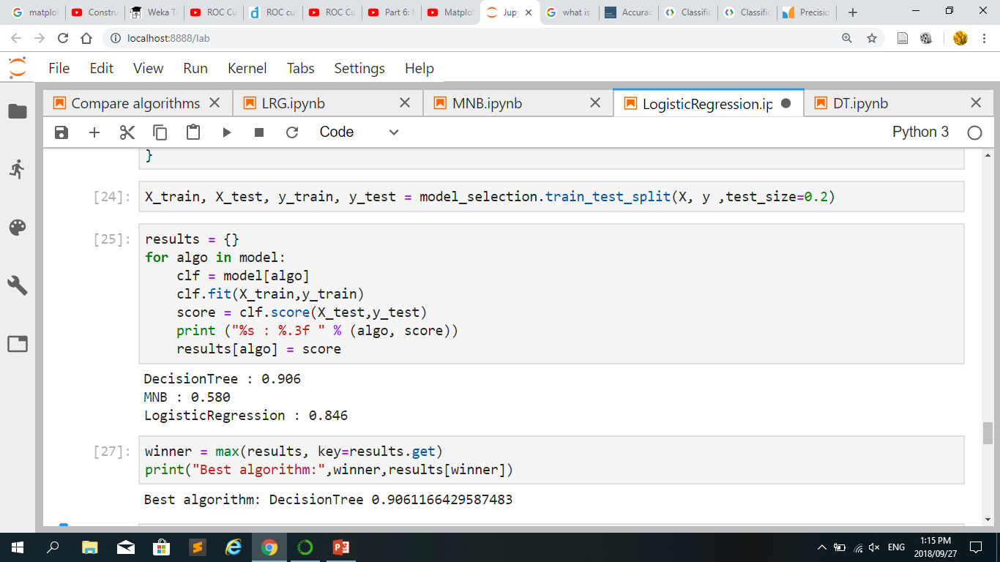 matplot
Constru
Weka T
ROC Cu
ROC cu
ROC Cu
Part 6:
Matplot
Jupy
what is
Accurac
Classific
Classific
Precisio
localhost:8888/lab
File Edit View Run Kernel Tabs Settings Help
Compare algorithms. LRG.ipynb MNB.ipynb LogisticRegression.ip DT.ipynb
Code Python 3
}
[24]: X_train, X_test, y_train, y_test = model_selection.train_test_split(X, y ,test_size=0.2)
[25]: results = {}
for algo in model:
    clf = model[algo]
    clf.fit(X_train,y_train)
    score = clf.score(X_test,y_test)
    print ("%s : %.3f " % (algo, score))
    results[algo] = score
DecisionTree : 0.906
MNB : 0.580
LogisticRegression : 0.846
[27]: winner = max(results, key=results.get)
print("Best algorithm:",winner,results[winner])
Best algorithm: DecisionTree 0.9061166429587483
ENG
1:15 PM
2018/09/27